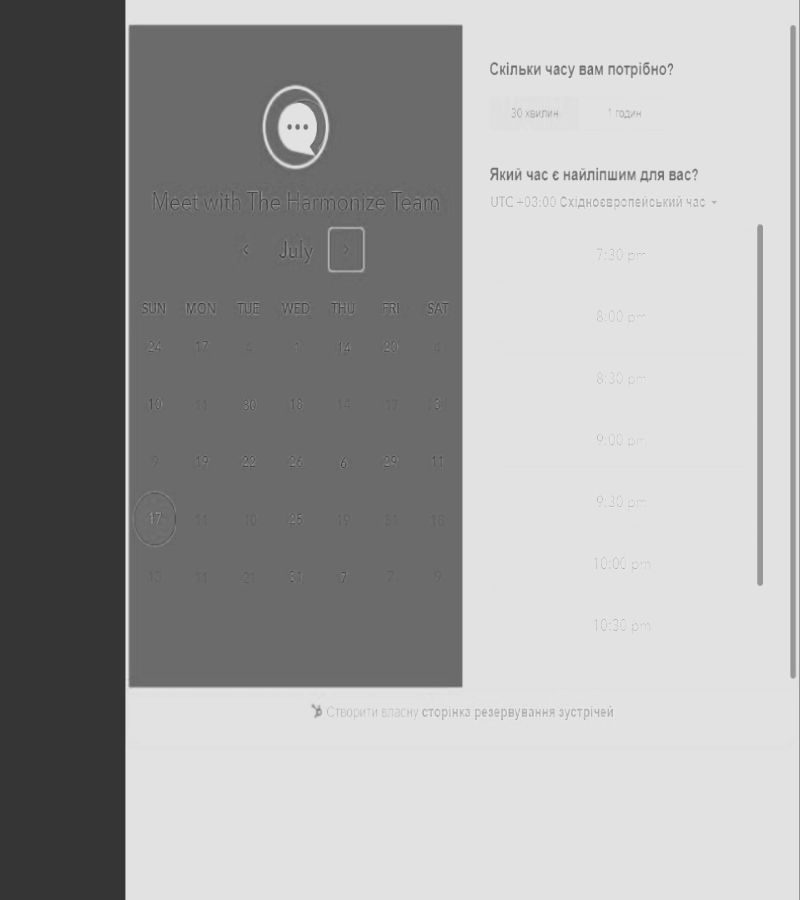 Meet with The Harmonize Team
July
SUN MON TUE WED THU FRI SAT
24 17 14 20
10 11 30 18 14 17 3
9 19 22 26 6 29 11
17 11 10 25 19 31 18
13 11 21 31 7 7 9
Скільки часу вам потрібно?
30 хвилин 1 годин
Який час є найліпшим для вас?
UTC +03:00 Східноєвропейський час
7:30 pm
8:00 pm
8:30 pm
9:00 pm
9:30 pm
10:00 pm
10:30 pm
Створити власну сторінка резервування зустрічей